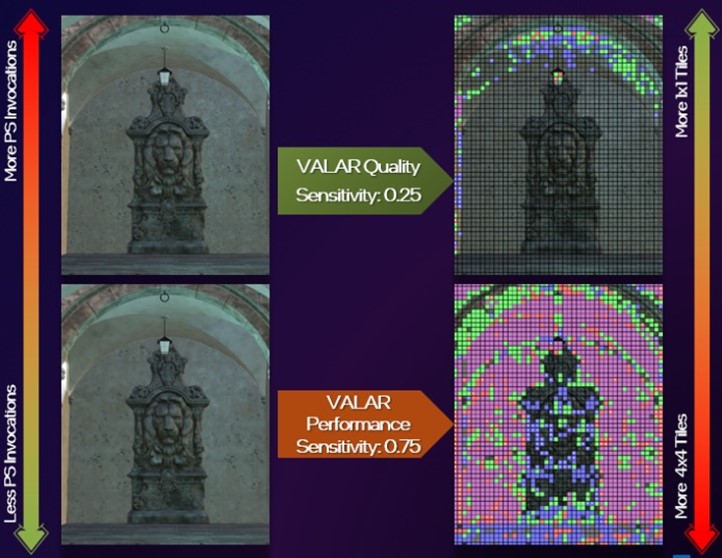 More PS Invocations
Less PS Invocations
VALAR Quality
Sensitivity: 0.25
VALAR
Performance
Sensitivity: 0.75
More 1x1 Tiles
More 4x4 Tiles